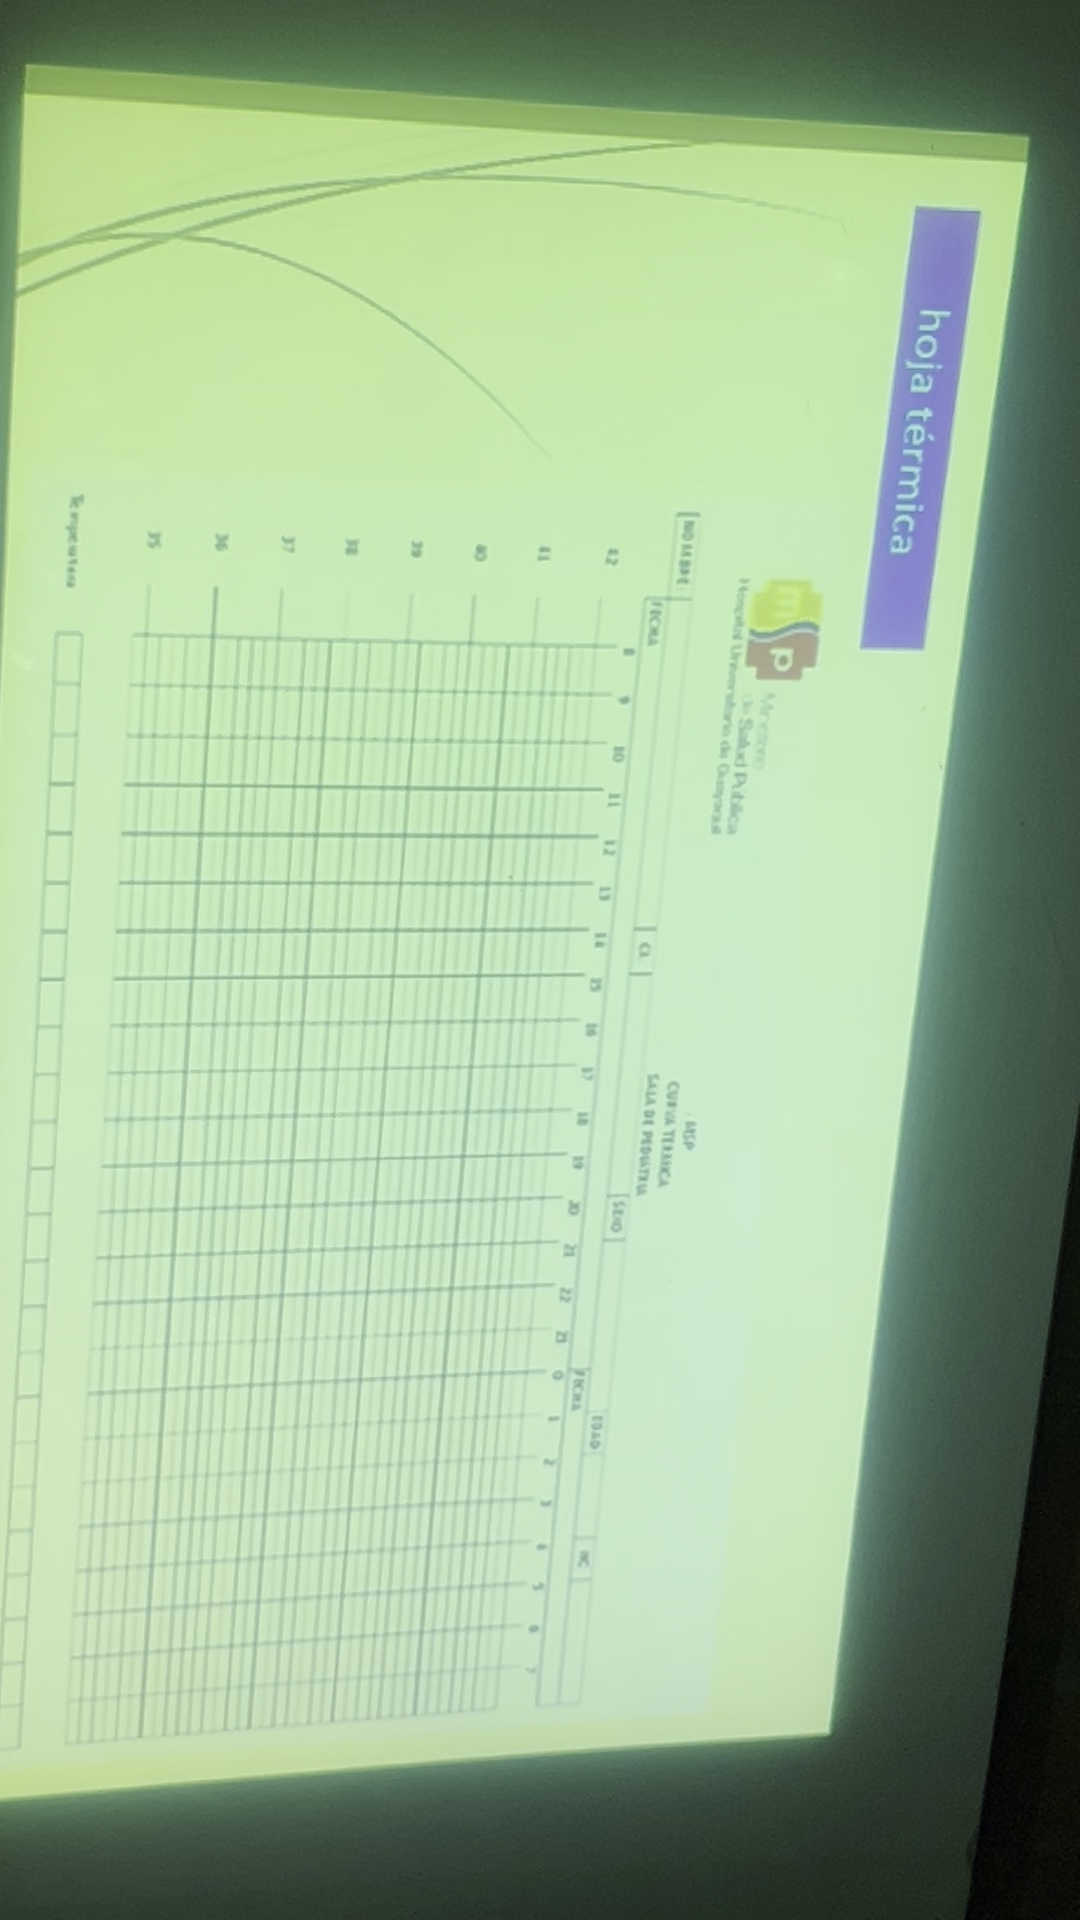 hoja térmica
Ministerio
de Salud Pública
Hospital Universitario de Guayaquil
MSP
CURVA TERMICA
SALA DE PEDIATRIA
NOMBRE:
CI.
SEXO
EDAD
HC
FECHA
FECHA
8 9 10 11 12 13 14 15 16 17 18 19 20 21 22 23 0 1 2 3 4 5 6 7
42
41
40
39
38
37
36
35
Temperatura